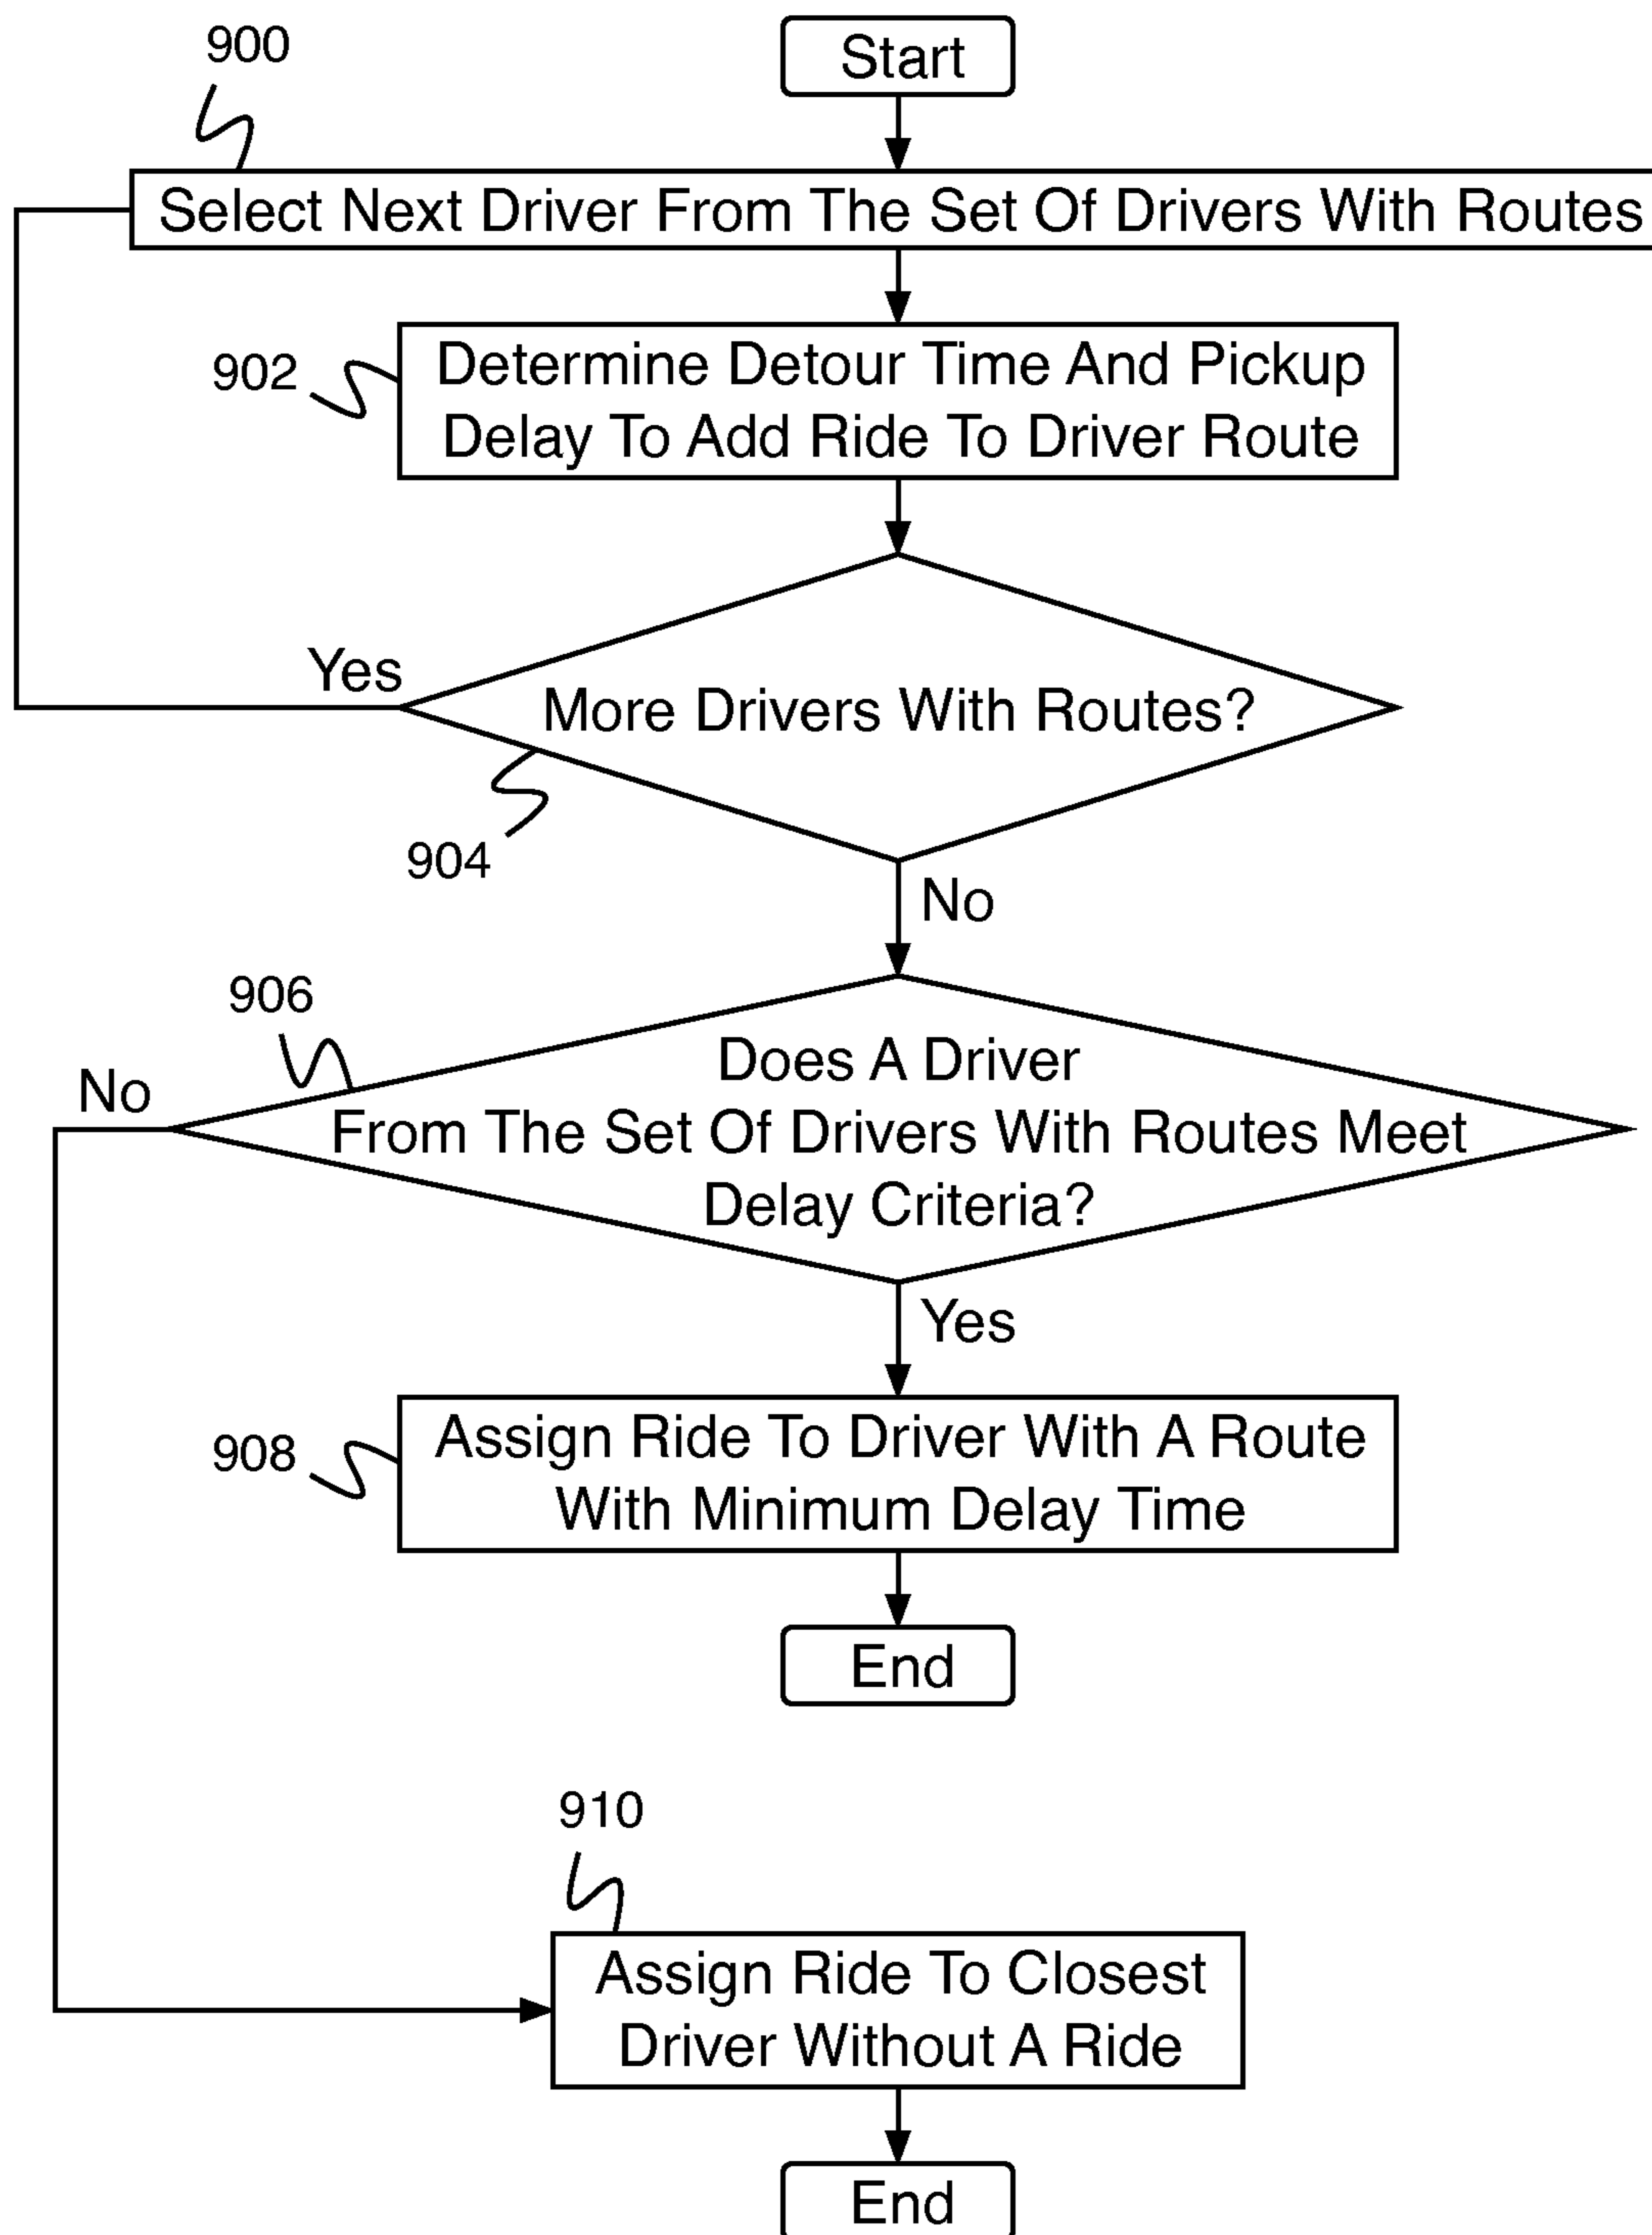 900
Start
Select Next Driver From The Set Of Drivers With Routes
902
Determine Detour Time And Pickup
Delay To Add Ride To Driver Route
Yes
More Drivers With Routes?
904
No
906
No
Does A Driver
From The Set Of Drivers With Routes Meet
Delay Criteria?
Yes
908
Assign Ride To Driver With A Route
With Minimum Delay Time
End
910
Assign Ride To Closest
Driver Without A Ride
End